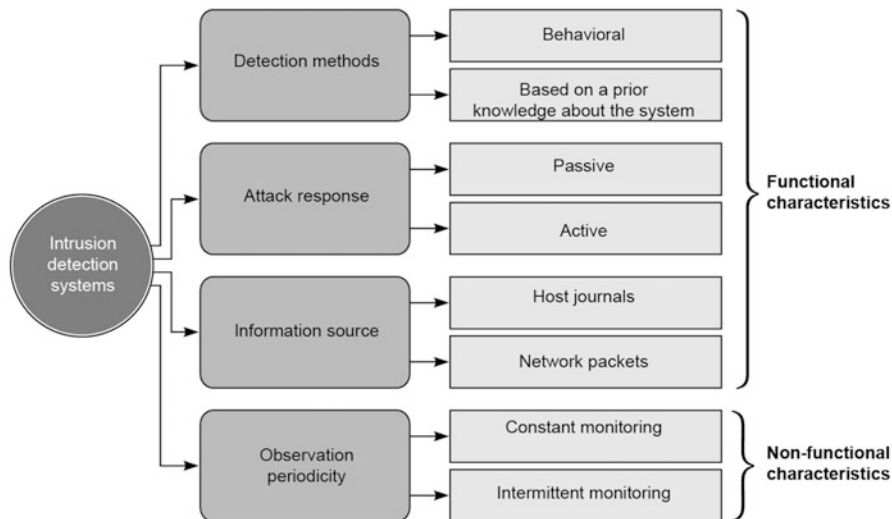 Intrusion
detection
systems
Detection methods
Behavioral
Based on a prior
knowledge about the system
Attack response
Passive
Active
Information source
Host journals
Network packets
Functional
characteristics
Observation
periodicity
Constant monitoring
Intermittent monitoring
Non-functional
characteristics